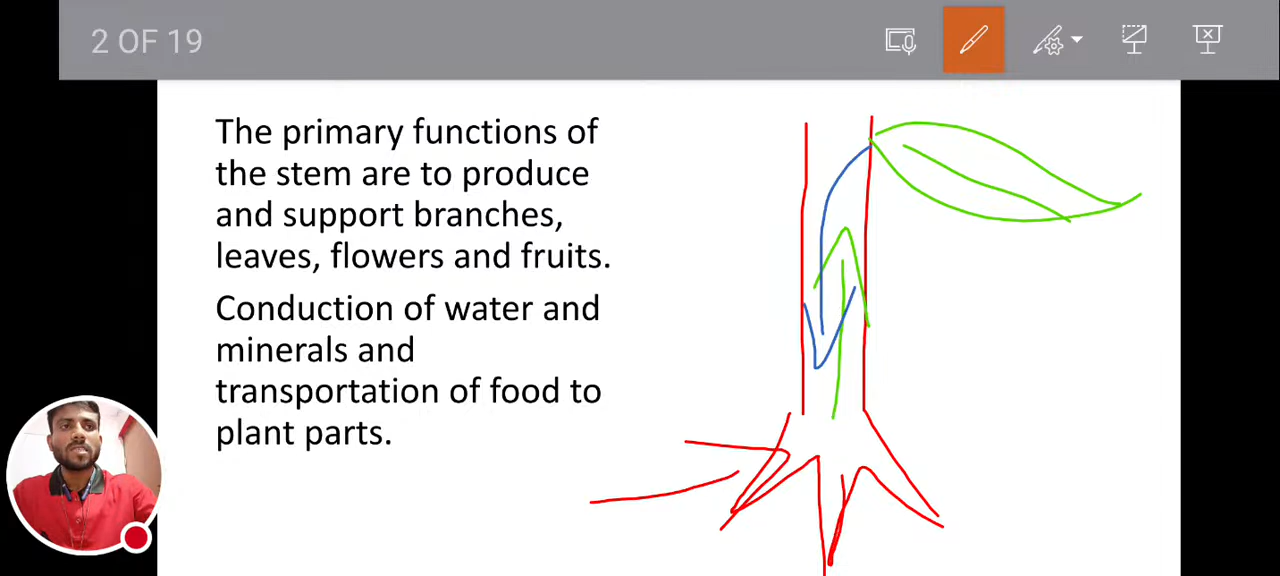 2 OF 19
The primary functions of
the stem are to produce
and support branches,
leaves, flowers and fruits.
Conduction of water and
minerals and
transportation of food to
plant parts.